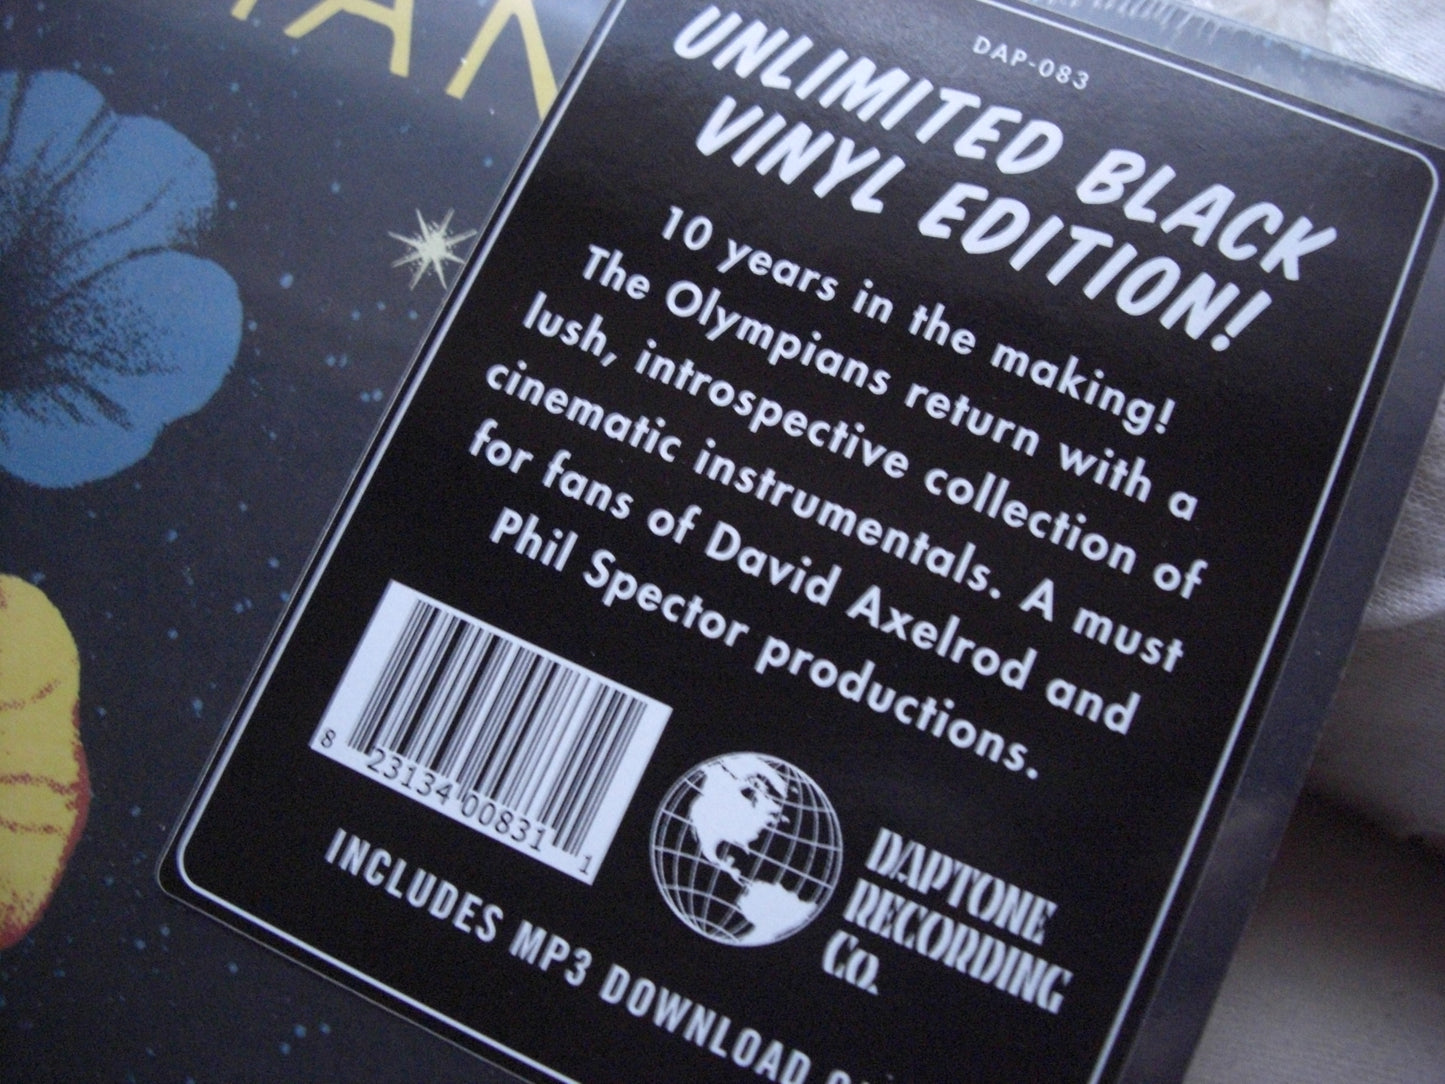 DAP-083
UNLIMITED BLACK
VINYL EDITION!
10 years in the making!
The Olympians return with a
lush, introspective collection of
cinematic instrumentals. A must
for fans of David Axelrod and
Phil Spector productions.
8 23134 00831 1
DAPTONE
RECORDING
Co.
INCLUDES MP3 DOWNLOAD